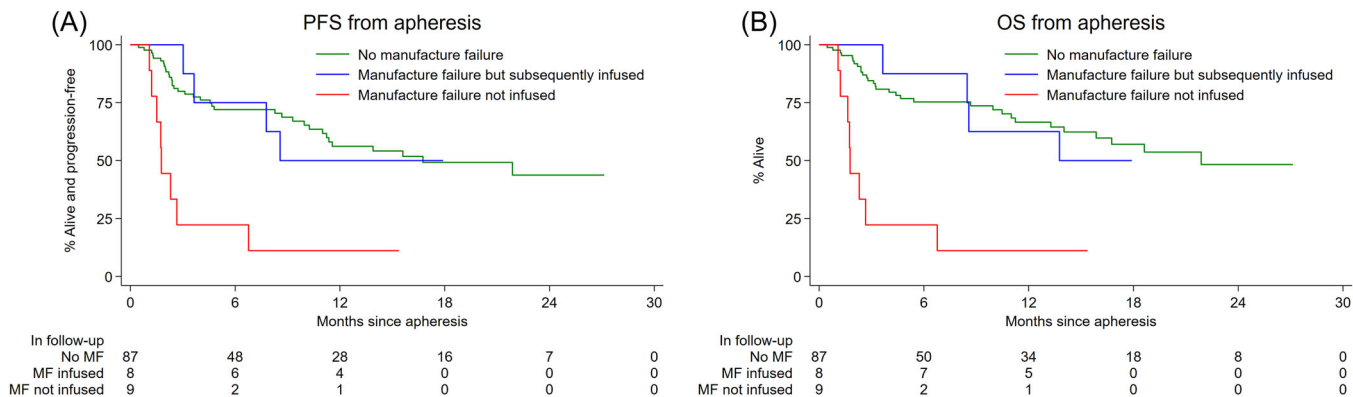 (A) PFS from apheresis
100
75
50
25
0
% Alive and progression-free
No manufacture failure
Manufacture failure but subsequently infused
Manufacture failure not infused
0 6 12 18 24 30
Months since apheresis
In follow-up
No MF 87 48 28 16 7 0
MF infused 8 6 4 0 0 0
MF not infused 9 2 1 0 0 0
(B) OS from apheresis
100
75
50
25
0
% Alive
No manufacture failure
Manufacture failure but subsequently infused
Manufacture failure not infused
0 6 12 18 24 30
Months since apheresis
In follow-up
No MF 87 50 34 18 8 0
MF infused 8 7 5 0 0 0
MF not infused 9 2 1 0 0 0